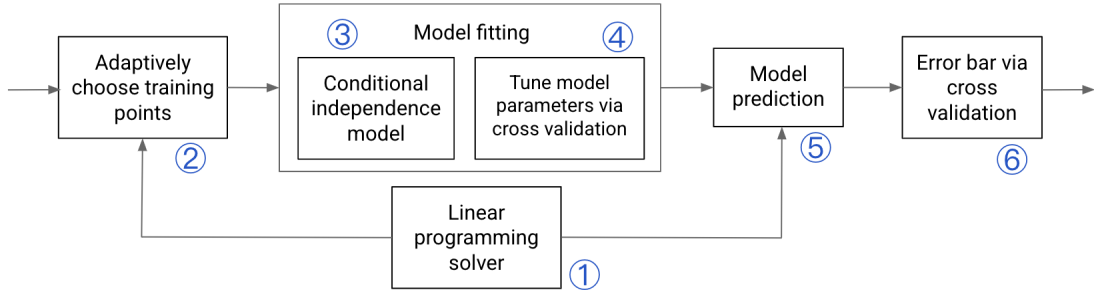 ③
Model fitting
④
Adaptively
choose training
points
②
Conditional
independence
model
Tune model
parameters via
cross validation
Model
prediction
⑤
Error bar via
cross
validation
⑥
Linear
programming
solver
①